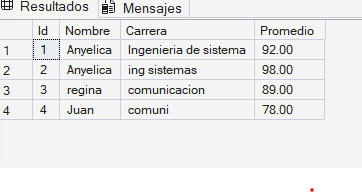 Resultados Mensajes
Id Nombre Carrera Promedio
1 1 Anyelica Ingenieria de sistema 92.00
2 2 Anyelica ing sistemas 98.00
3 3 regina comunicacion 89.00
4 4 Juan comuni 78.00